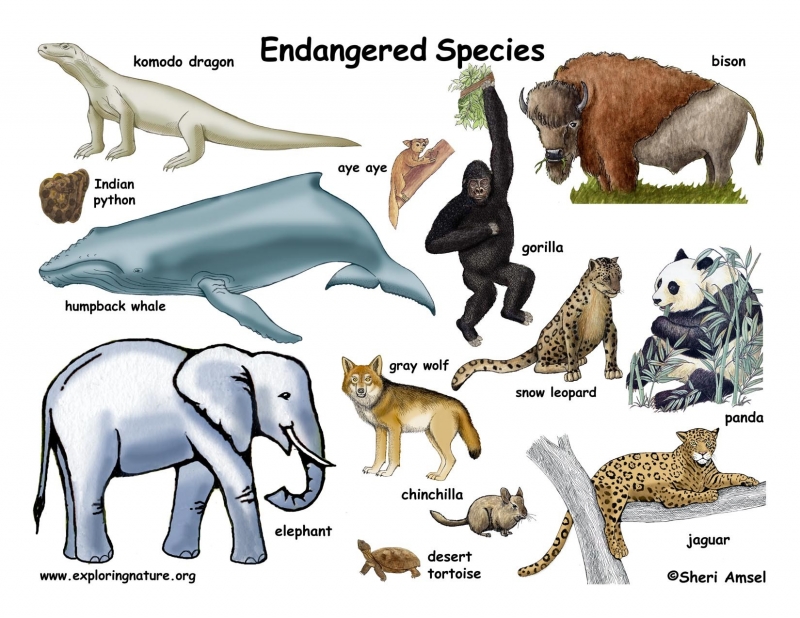 Endangered Species
komodo dragon
bison
aye aye
Indian
python
gorilla
humpback whale
gray wolf
snow leopard
panda
chinchilla
elephant
jaguar
desert
tortoise
www.exploringnature.org
©Sheri Amsel